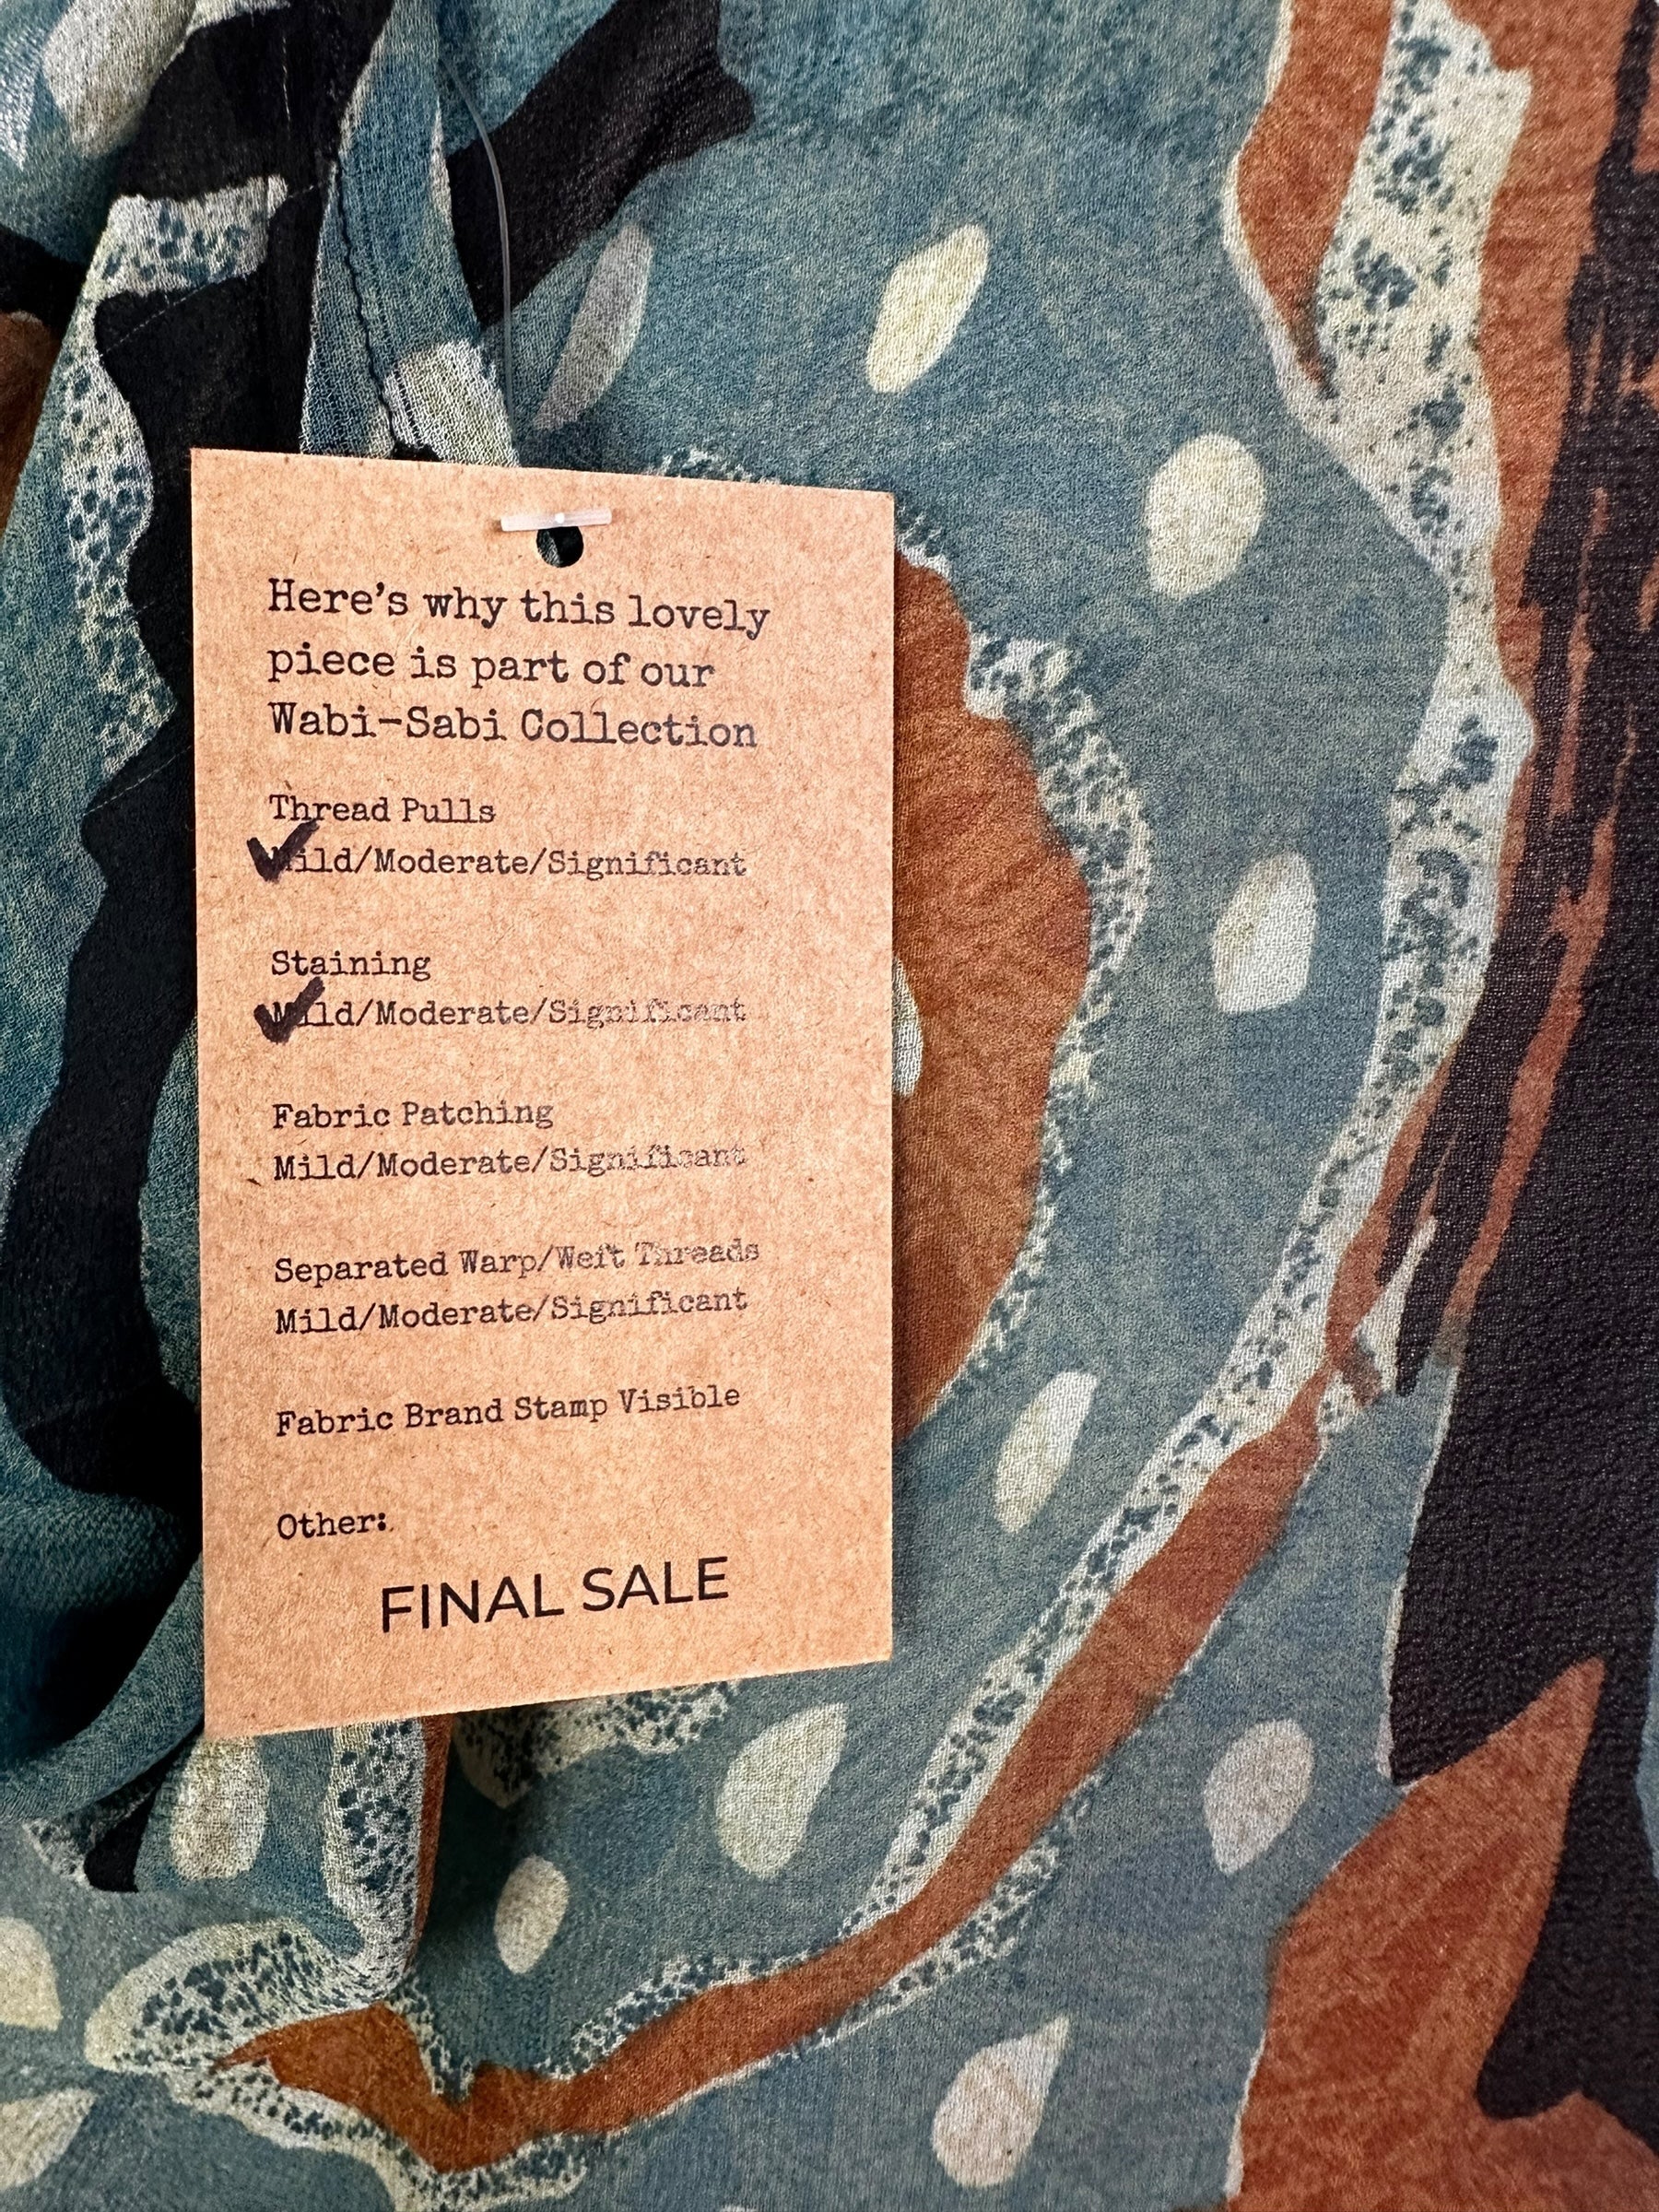 Here's why this lovely
piece is part of our
Wabi-Sabi Collection
Thread Pulls
Mild/Moderate/Significant
Staining
Mild/Moderate/Significant
Fabric Patching
Mild/Moderate/Significant
Separated Warp/Weft Threads
Mild/Moderate/Significant
Fabric Brand Stamp Visible
Other:
FINAL SALE